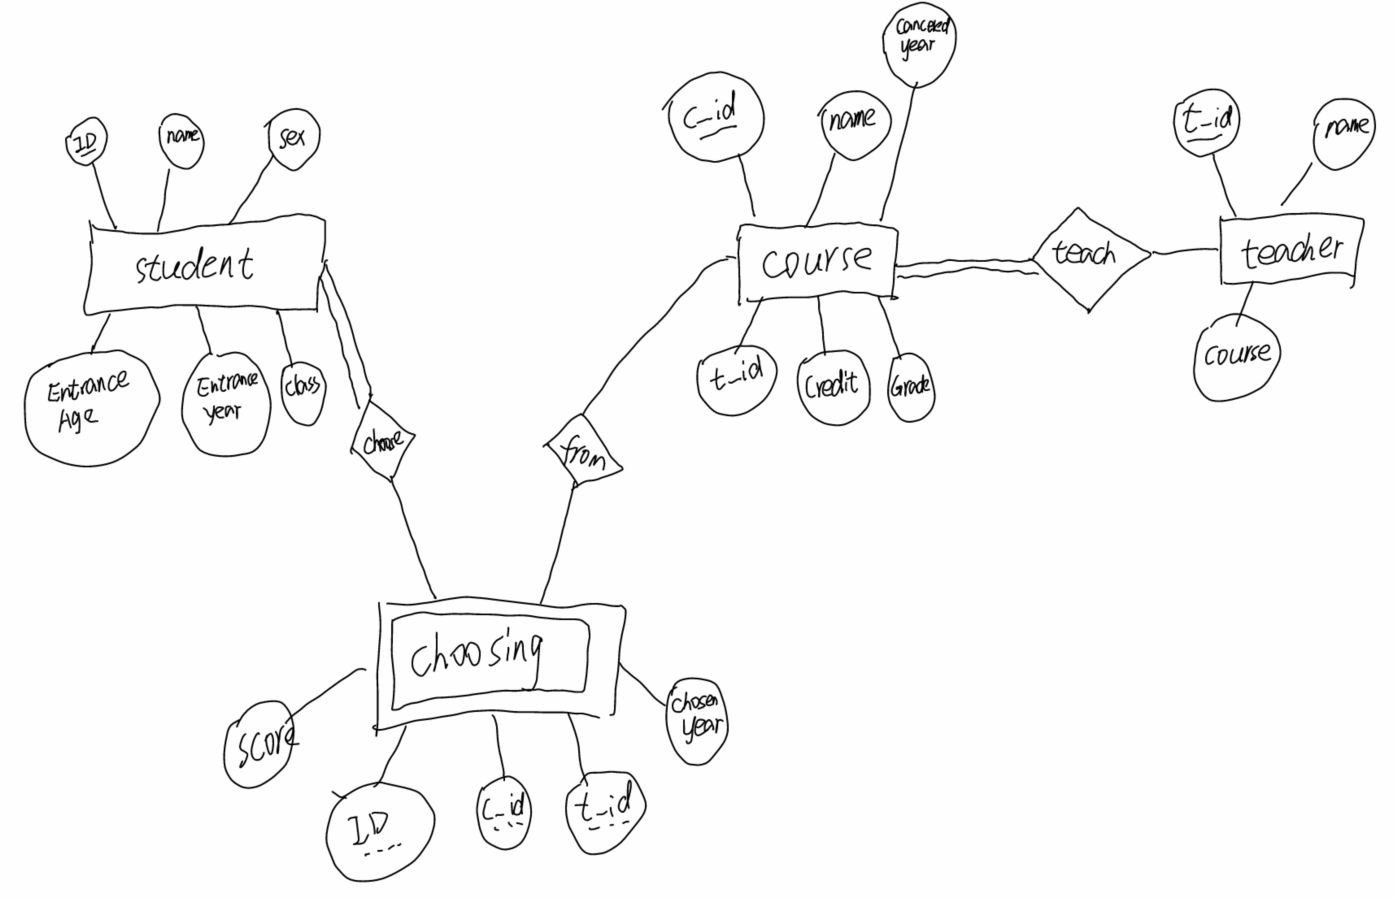 canceled
year
c_id
name
t_id
name
ID
name
sex
student
course
teach
teacher
Entrance
Age
Entrance
year
class
t_id
Credit
Grade
course
choose
from
choosing
score
chosen
year
ID
c_id
t_id